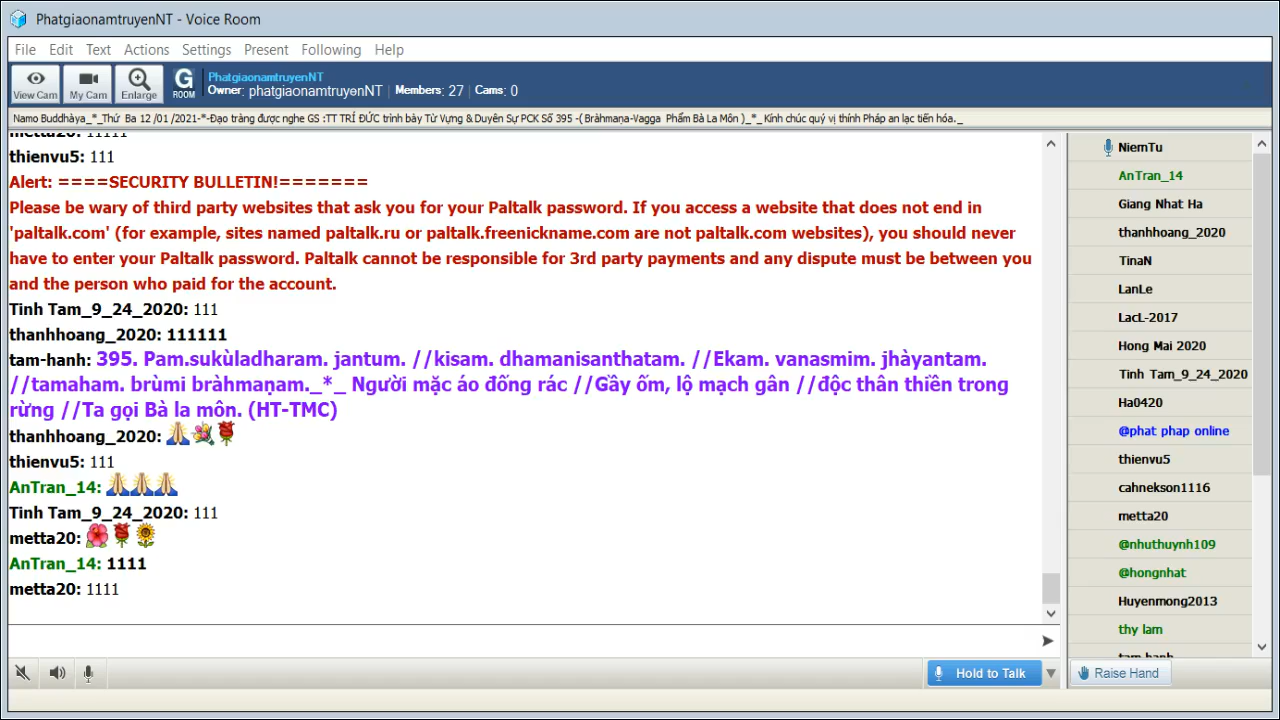 PhatgiaonamtruyenNT - Voice Room
File Edit Text Actions Settings Present Following Help
View Cam My Cam Enlarge G ROOM
PhatgiaonamtruyenNT
Owner: phatgiaonamtruyenNT Members: 27 Cams: 0
Namo Buddhàya_*_Thứ Ba 12 /01 /2021-*-Đạo tràng được nghe GS :TT TRÍ ĐỨC trình bày Từ Vựng & Duyên Sự PCK Số 395 -( Bràhmaṇa-Vagga Phẩm Bà La Môn )_*_ Kính chúc quý vị thính Pháp an lạc tiến hóa._
metta20: 11111
thienvu5: 111
Alert: ====SECURITY BULLETIN!=======
Please be wary of third party websites that ask you for your Paltalk password. If you access a website that does not end in
'paltalk.com' (for example, sites named paltalk.ru or paltalk.freenickname.com are not paltalk.com websites), you should never
have to enter your Paltalk password. Paltalk cannot be responsible for 3rd party payments and any dispute must be between you
and the person who paid for the account.
Tinh Tam_9_24_2020: 111
thanhhoang_2020: 111111
tam-hanh: 395. Pam.sukùladharam. jantum. //kisam. dhamanisanthatam. //Ekam. vanasmim. jhàyantam.
//tamaham. brùmi bràhmaṇam._*_ Người mặc áo đống rác //Gầy ốm, lộ mạch gân //độc thân thiền trong
rừng //Ta gọi Bà la môn. (HT-TMC)
thanhhoang_2020:
thienvu5: 111
AnTran_14:
Tinh Tam_9_24_2020: 111
metta20:
AnTran_14: 1111
metta20: 1111
NiemTu
AnTran_14
Giang Nhat Ha
thanhhoang_2020
TinaN
LanLe
LacL-2017
Hong Mai 2020
Tinh Tam_9_24_2020
Ha0420
@phat phap online
thienvu5
cahnekson1116
metta20
@nhuthuynh109
@hongnhat
Huyenmong2013
thy lam
tam-hanh
Hold to Talk
Raise Hand